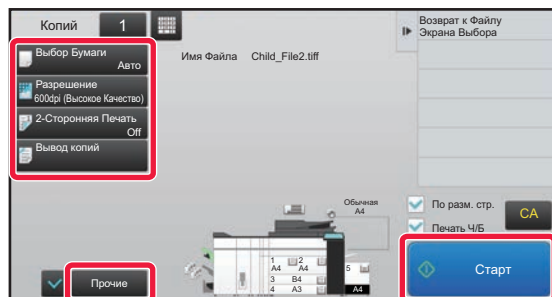 Копий 1
Возврат к Файлу
Экрана Выбора
Выбор Бумаги
Авто
Имя Файла Child_File2.tiff
Разрешение
600dpi (Высокое Качество)
2-Сторонняя Печать
Off
Вывод копий
Обычная
A4
По разм. стр.
CA
Печать Ч/Б
1 2
A4 A4
5
3 B4
4 A3
A4
Прочие
Старт